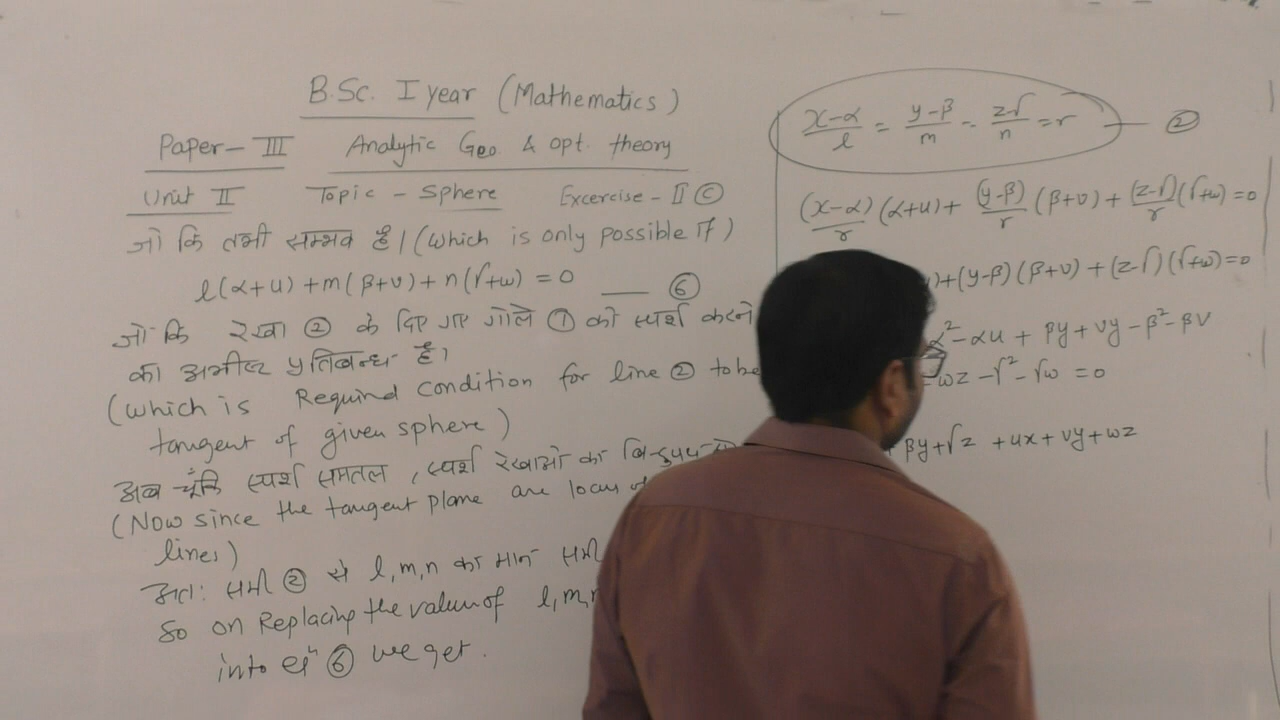 B.Sc. I year (Mathematics)
Paper - III Analytic Geo & opt. theory
Unit II Topic - Sphere Excercise - II ⓒ
जो कि तभी सम्भव है। (which is only possible if)
l(α+u)+m(β+v)+n(γ+w) = 0 — ⑥
जो कि रेखा ② के दिए गए गोले ① को स्पर्श करने
का अभीष्ट प्रतिबन्ध है।
(which is Required condition for line ② to be
tangent of given sphere)
अब चूँकि स्पर्श समतल, स्पर्श रेखाओं का
(Now since the tangent plane are locus of
lines)
अतः समी ② से l,m,n का मान समी
So on Replacing the value of l,m,n
into eqⁿ ⑥ we get.
(x-α)/l = (y-β)/m = (z-γ)/n = r — ②
(x-α)/r (α+u) + (y-β)/r (β+v) + (z-γ)/r (γ+w) = 0
)+(y-β)(β+v)+(z-γ)(γ+w)=0
α²-αu + βy+vy-β²-βv
wz-γ²-γw = 0
βy+γz +ux+vy+wz